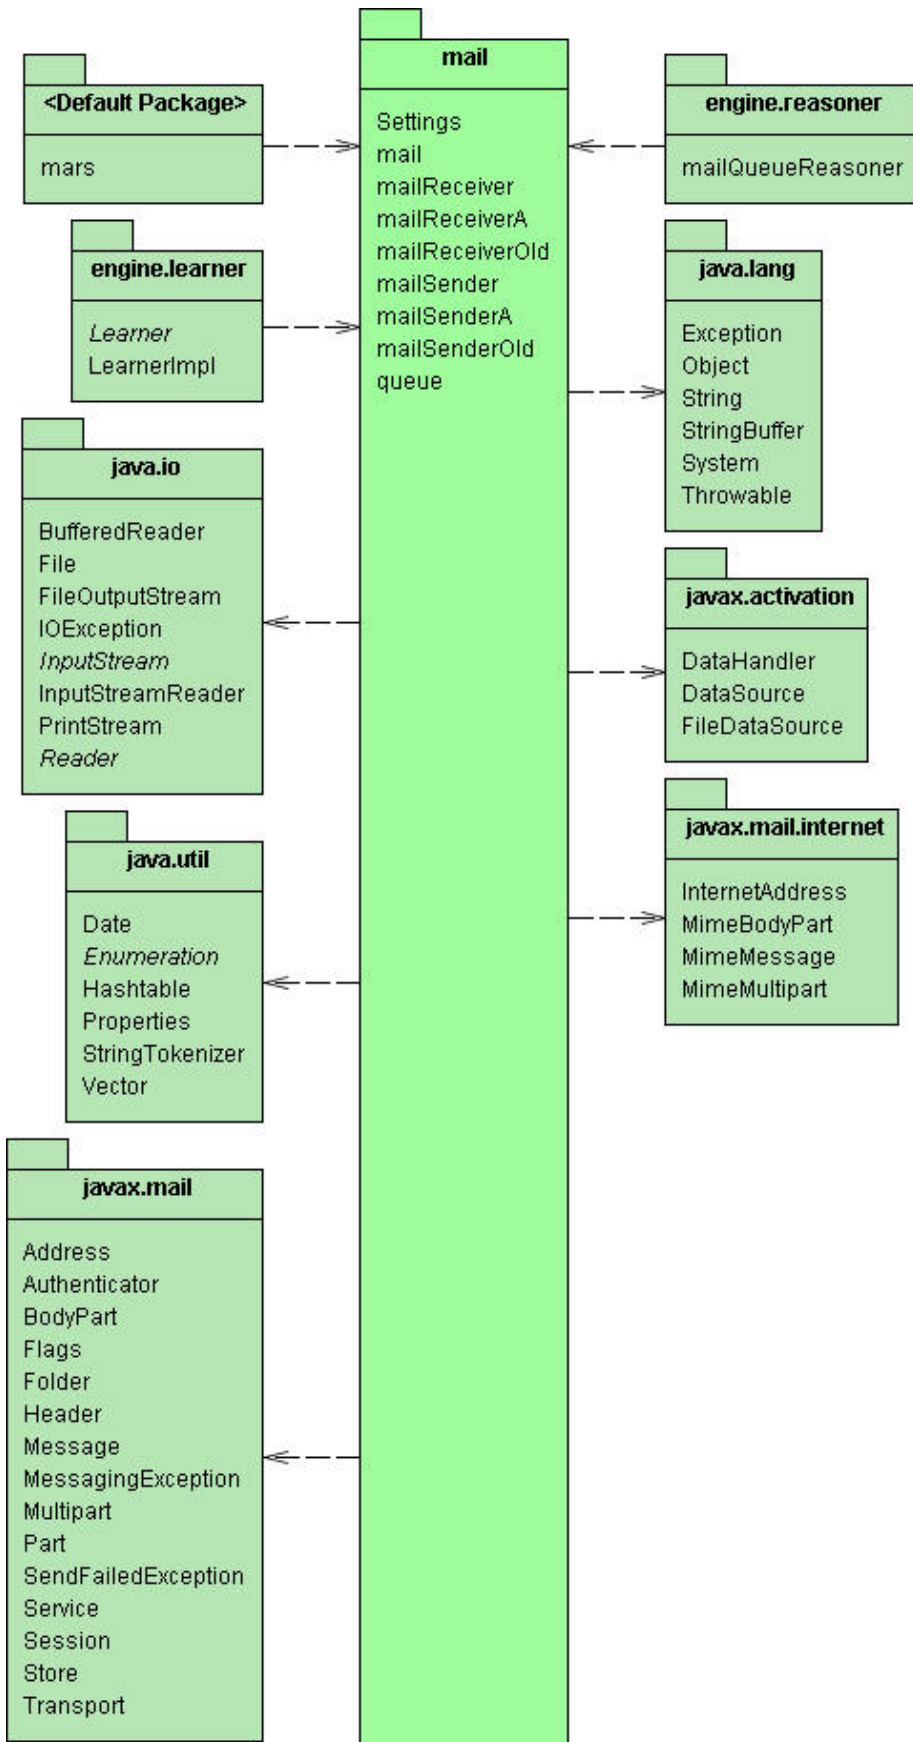 mail
Settings
mail
mailReceiver
mailReceiverA
mailReceiverOld
mailSender
mailSenderA
mailSenderOld
queue
<Default Package>
mars
engine.learner
Learner
LearnerImpl
java.io
BufferedReader
File
FileOutputStream
IOException
InputStream
InputStreamReader
PrintStream
Reader
java.util
Date
Enumeration
Hashtable
Properties
StringTokenizer
Vector
javax.mail
Address
Authenticator
BodyPart
Flags
Folder
Header
Message
MessagingException
Multipart
Part
SendFailedException
Service
Session
Store
Transport
engine.reasoner
mailQueueReasoner
java.lang
Exception
Object
String
StringBuffer
System
Throwable
javax.activation
DataHandler
DataSource
FileDataSource
javax.mail.internet
InternetAddress
MimeBodyPart
MimeMessage
MimeMultipart